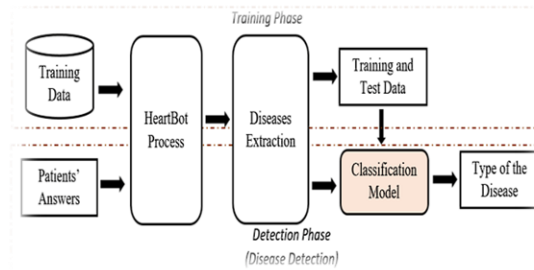 Training Phase
Training
Data
HeartBot
Process
Diseases
Extraction
Training and
Test Data
Patients'
Answers
Classification
Model
Type of the
Disease
Detection Phase
(Disease Detection)